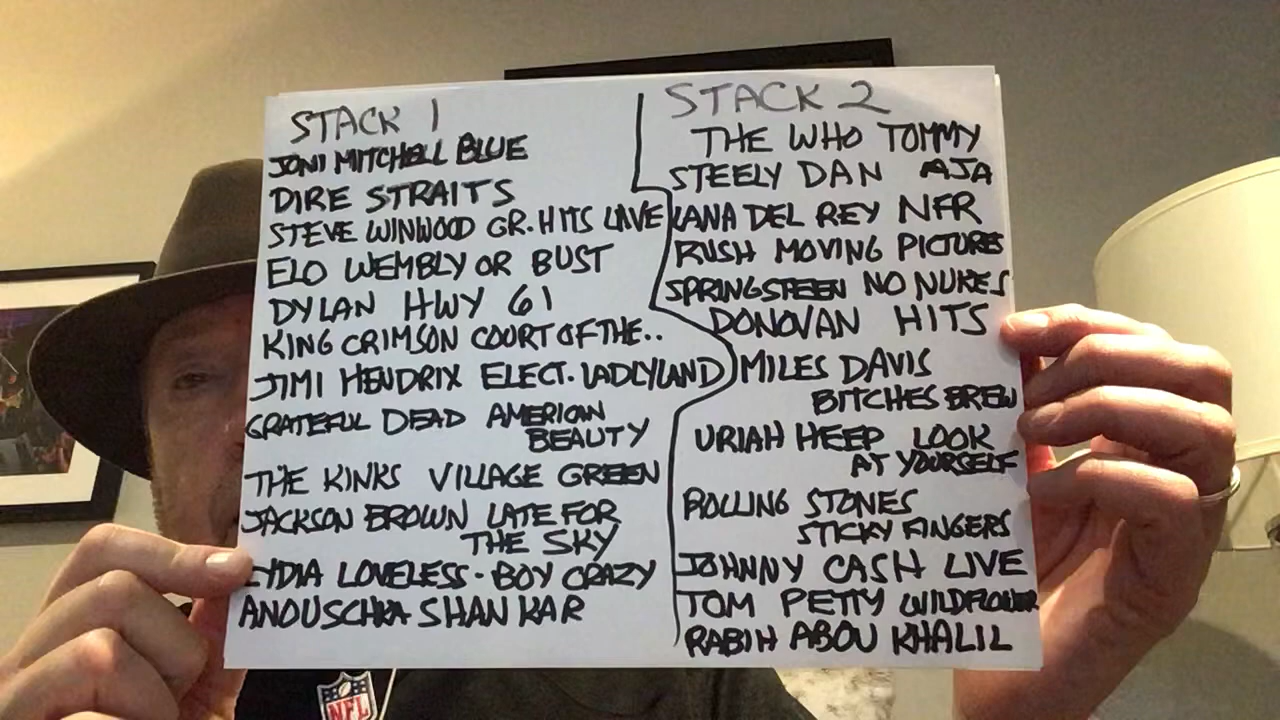 STACK 1
JONI MITCHELL BLUE
DIRE STRAITS
STEVE WINWOOD GR. HITS LIVE
ELO WEMBLY OR BUST
DYLAN HWY 61
KING CRIMSON COURT OF THE..
JIMI HENDRIX ELECT. LADLYLAND
GRATEFUL DEAD AMERICAN
BEAUTY
THE KINKS VILLAGE GREEN
JACKSON BROWN LATE FOR
THE SKY
LYDIA LOVELESS - BOY CRAZY
ANOUSCHKA SHANKAR
STACK 2
THE WHO TOMMY
STEELY DAN AJA
LANA DEL REY NFR
RUSH MOVING PICTURES
SPRINGSTEEN NO NUKES
DONOVAN HITS
MILES DAVIS
BITCHES BREW
URIAH HEEP LOOK
AT YOURSELF
ROLLING STONES
STICKY FINGERS
JOHNNY CASH LIVE
TOM PETTY WILDFLOWER
RABIH ABOU KHALIL
NFL